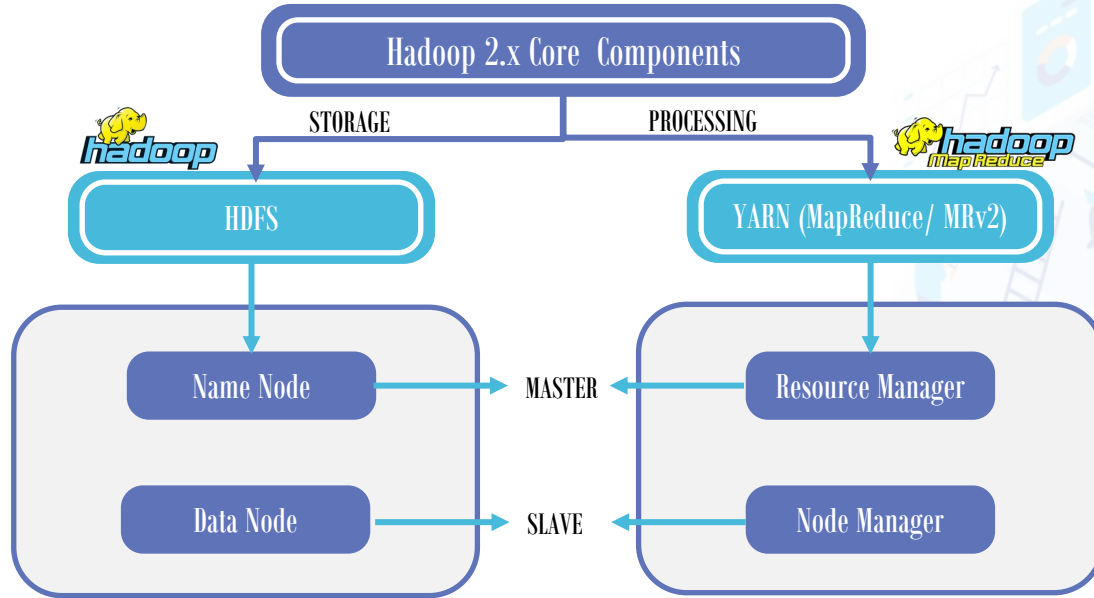 Hadoop 2.x Core  Components
STORAGE
PROCESSING
hadoop
hadoop
Map Reduce
HDFS
YARN (MapReduce/ MRv2)
Name Node
MASTER
Resource Manager
Data Node
SLAVE
Node Manager